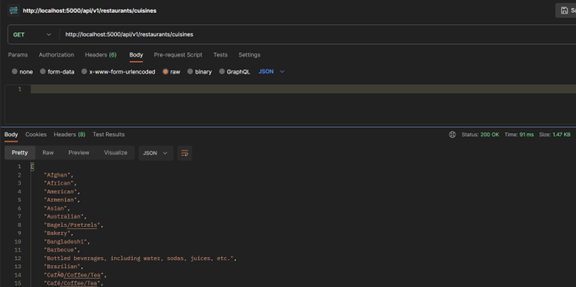 http://localhost:5000/api/v1/restaurants/cuisines
GET http://localhost:5000/api/v1/restaurants/cuisines
Params Authorization Headers (6) Body Pre-request Script Tests Settings
none form-data x-www-form-urlencoded raw binary GraphQL JSON
1
Body Cookies Headers (8) Test Results Status: 200 OK Time: 91 ms Size: 1.47 KB
Pretty Raw Preview Visualize JSON
1 [
2 "Afghan",
3 "African",
4 "American",
5 "Armenian",
6 "Asian",
7 "Australian",
8 "Bagels/Pretzels",
9 "Bakery",
10 "Bangladeshi",
11 "Barbecue",
12 "Bottled beverages, including water, sodas, juices, etc.",
13 "Brazilian",
14 /Coffee/Tea",
15 /Coffee/Tea",